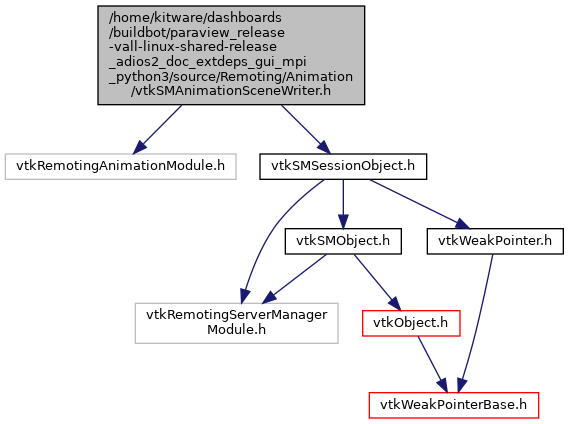 /home/kitware/dashboards
/buildbot/paraview_release
-vall-linux-shared-release
_adios2_doc_extdeps_gui_mpi
_python3/source/Remoting/Animation
/vtkSMAnimationSceneWriter.h
vtkRemotingAnimationModule.h
vtkSMSessionObject.h
vtkSMObject.h
vtkWeakPointer.h
vtkRemotingServerManager
Module.h
vtkObject.h
vtkWeakPointerBase.h